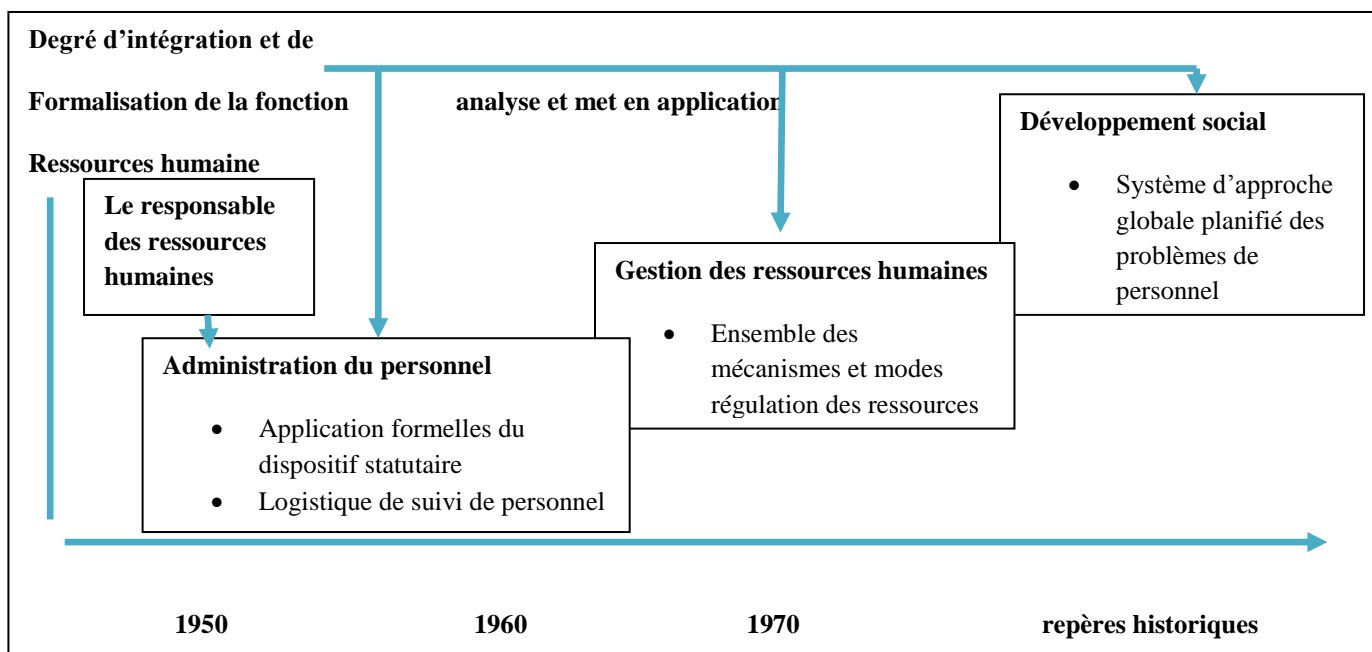 Degré d'intégration et de
Formalisation de la fonction
analyse et met en application
Ressources humaine
Le responsable
des ressources
humaines
Administration du personnel
• Application formelles du
dispositif statutaire
• Logistique de suivi de personnel
Gestion des ressources humaines
• Ensemble des
mécanismes et modes
régulation des ressources
Développement social
• Système d'approche
globale planifié des
problèmes de
personnel
1950
1960
1970
repères historiques